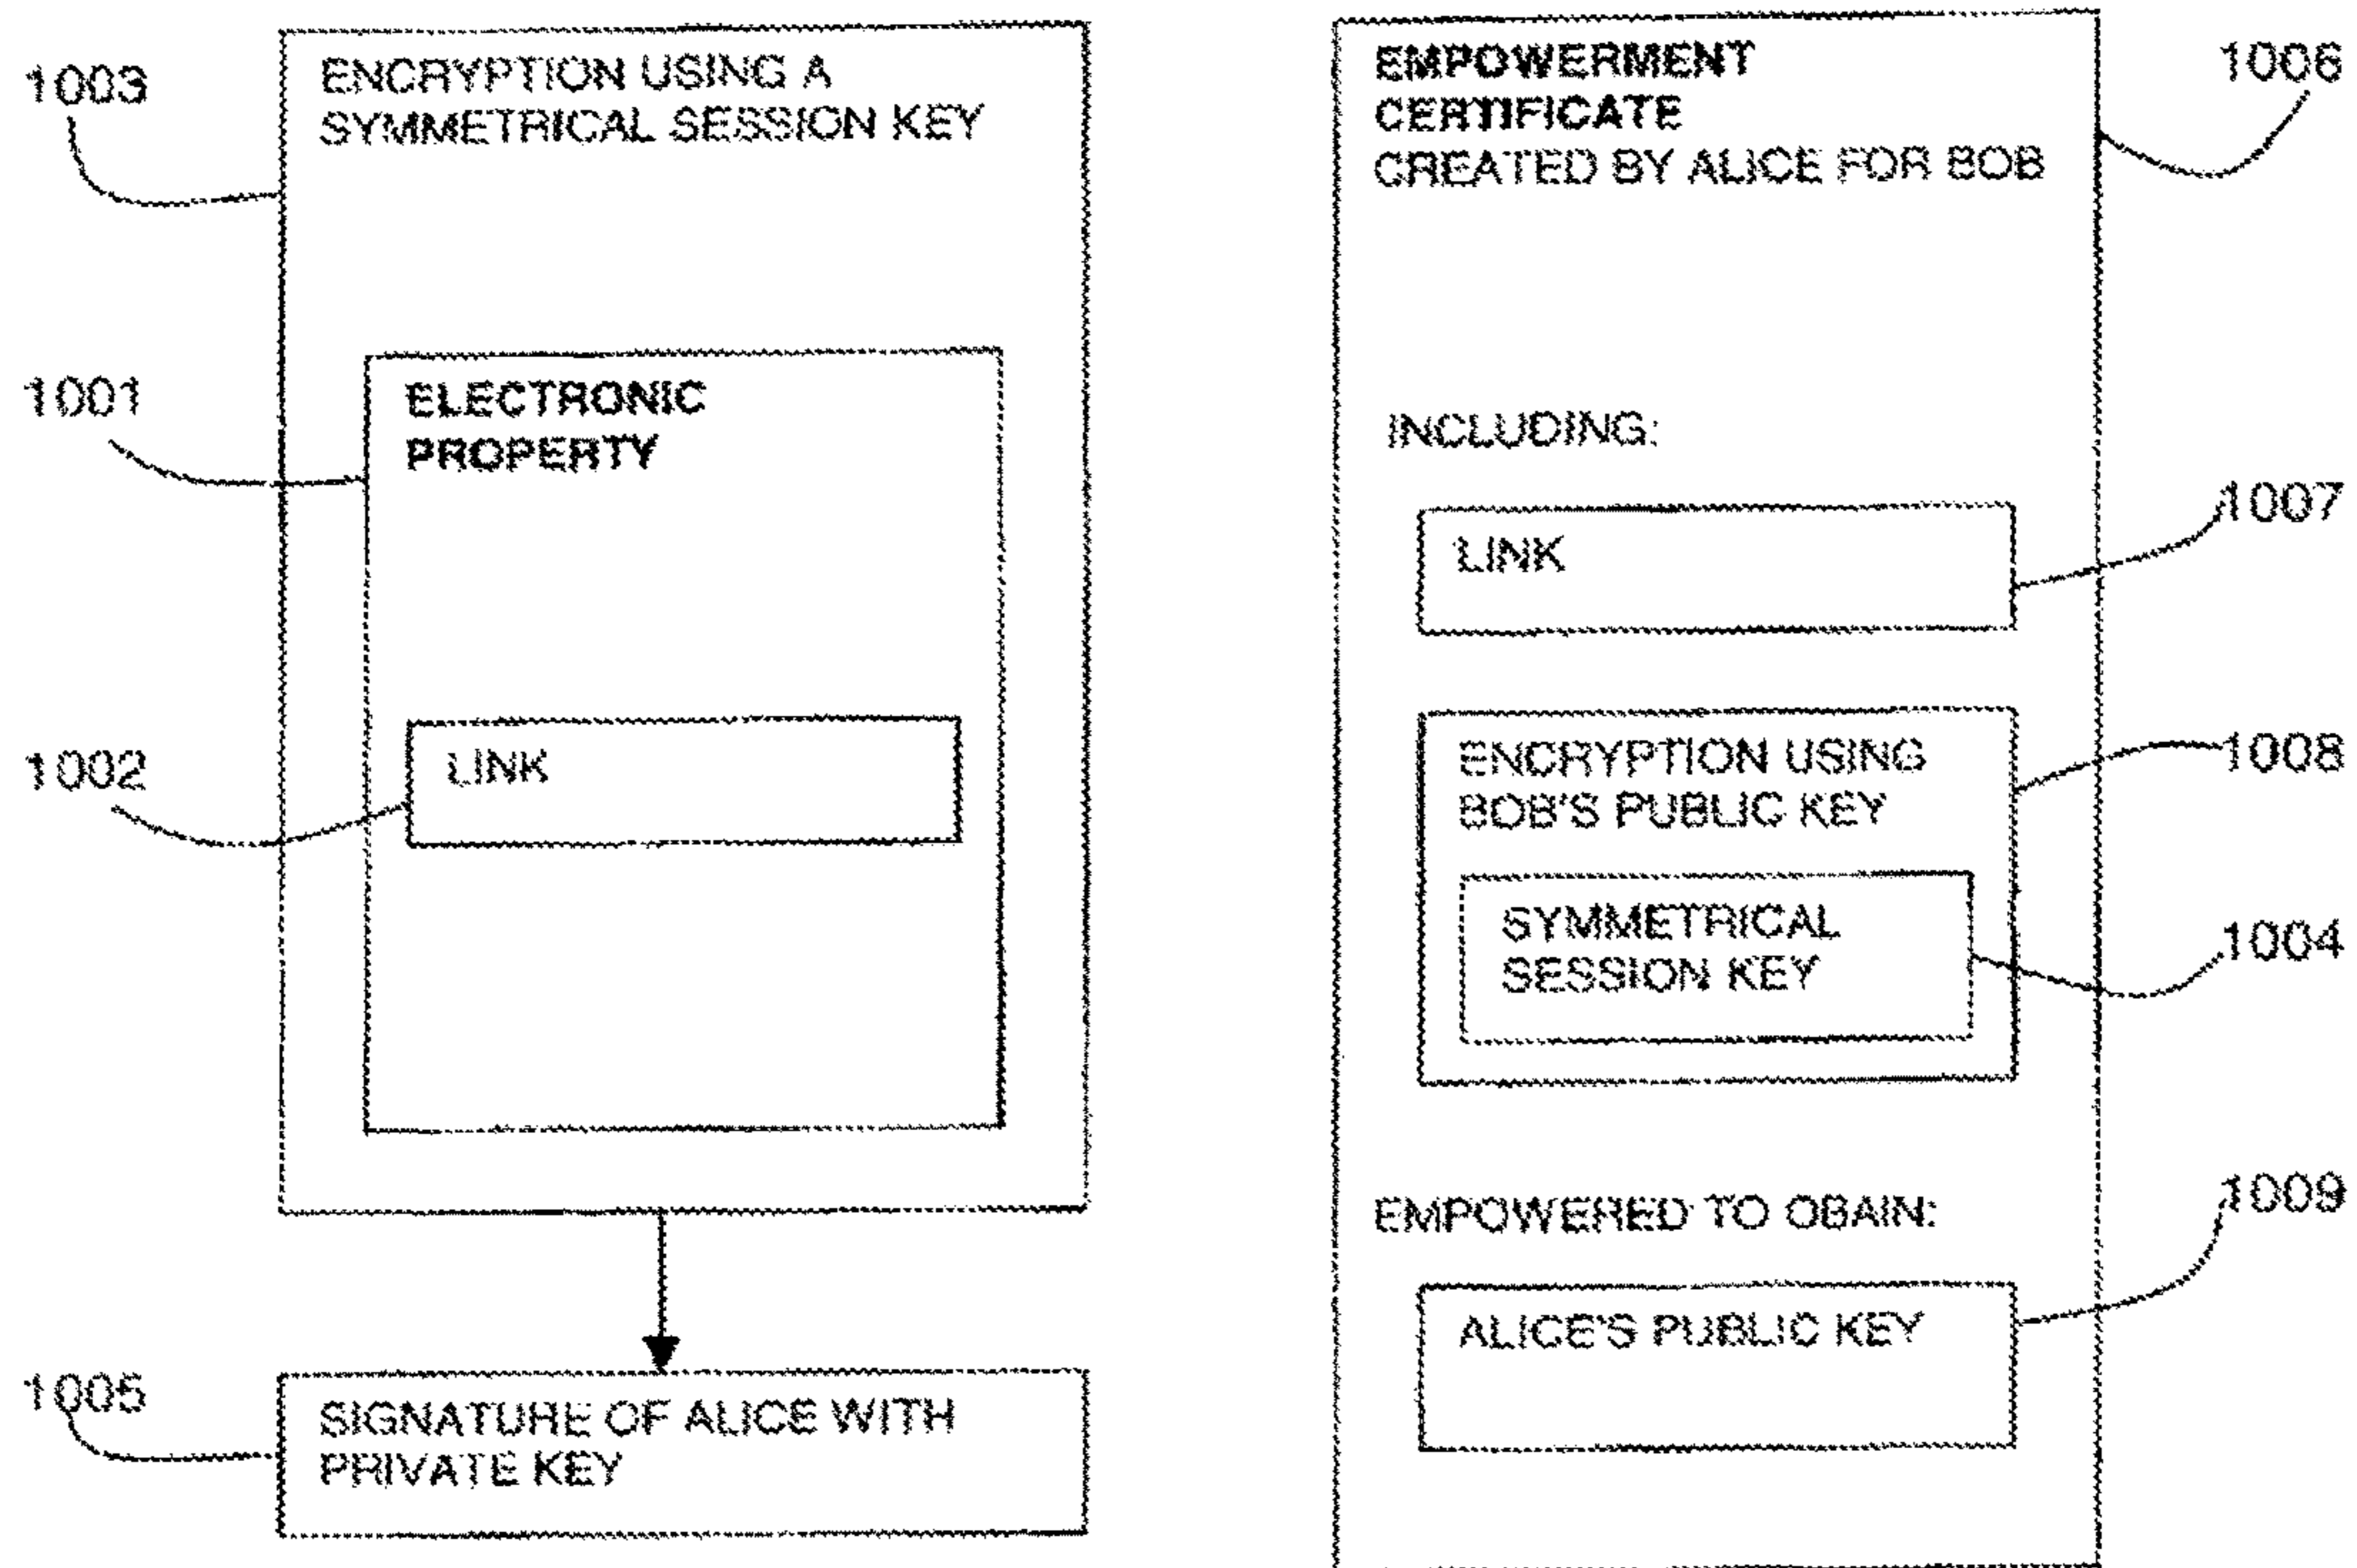 1003
ENCRYPTION USING A
SYMMETRICAL SESSION KEY
1001
ELECTRONIC
PROPERTY
1002
LINK
1005
SIGNATURE OF ALICE WITH
PRIVATE KEY
EMPOWERMENT
CERTIFICATE
CREATED BY ALICE FOR BOB
1006
INCLUDING:
LINK
1007
ENCRYPTION USING
BOB'S PUBLIC KEY
1008
SYMMETRICAL
SESSION KEY
1004
EMPOWERED TO OBAIN:
1009
ALICE'S PUBLIC KEY